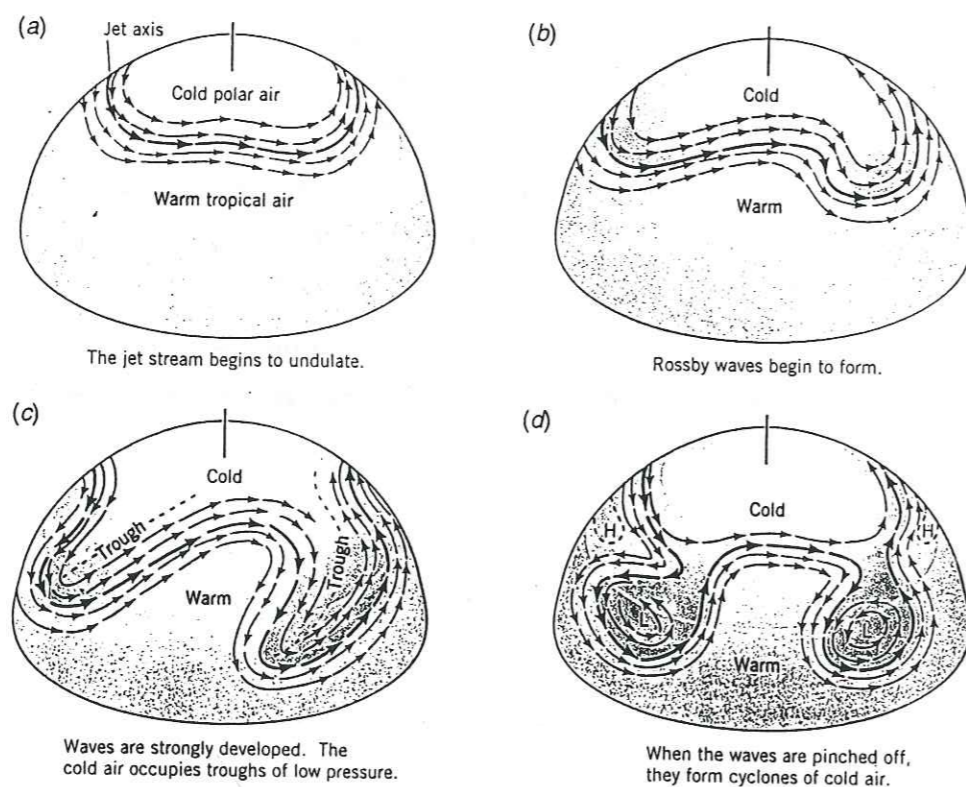 (a)
Jet axis
Cold polar air
Warm tropical air
The jet stream begins to undulate.
(b)
Cold
Warm
Rossby waves begin to form.
(c)
Cold
Trough
Trough
Warm
Waves are strongly developed. The
cold air occupies troughs of low pressure.
(d)
Cold
H
H
L
L
Warm
When the waves are pinched off,
they form cyclones of cold air.